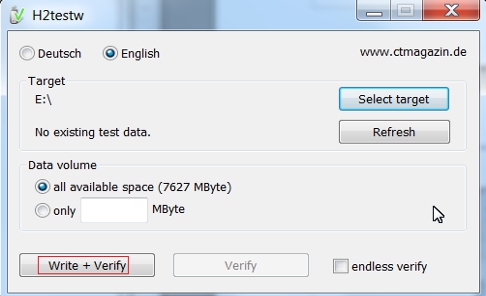 H2testw
Deutsch English www.ctmagazin.de
Target
E:\ Select target
No existing test data. Refresh
Data volume
all available space (7627 MByte)
only MByte
Write + Verify Verify endless verify